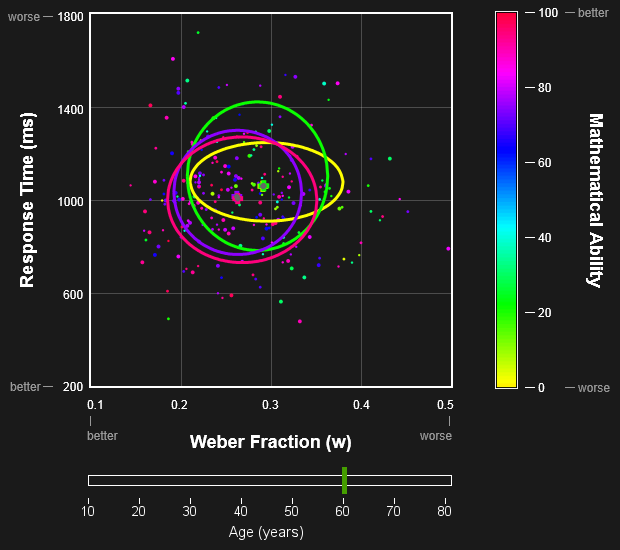 worse
1800
1400
1000
600
better
200
Response Time (ms)
0.1
0.2
0.3
0.4
0.5
better
worse
Weber Fraction (w)
10
20
30
40
50
60
70
80
Age (years)
100
better
80
60
40
20
0
worse
Mathematical Ability